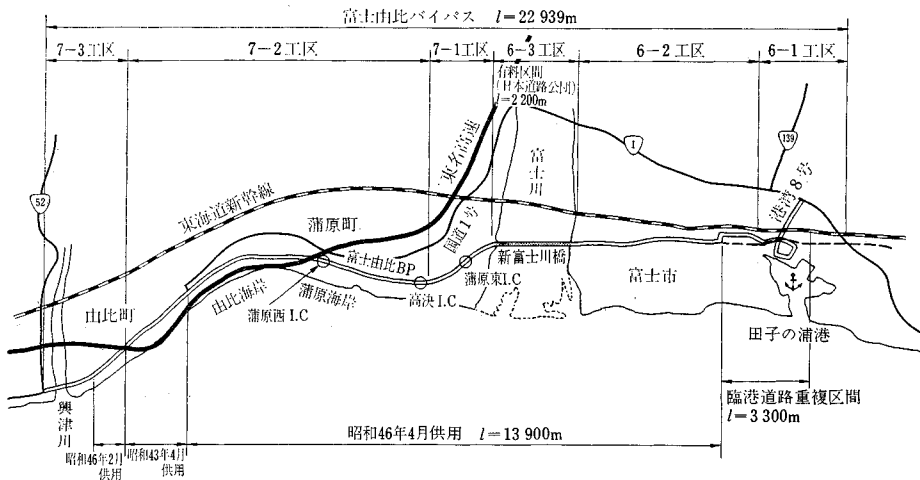 富士由比バイパス l=22 939m
7-3工区
7-2工区
7-1工区
6-3工区
6-2工区
6-1工区
有料区間
(日本道路公団)
l=2 200m
52
東海道新幹線
東名高速
富士川
1
139
港湾8号
蒲原町
国道1号
富士由比BP
新富士川橋
蒲原東I.C
富士市
由比町
由比海岸
蒲原海岸
高決I.C
蒲原西I.C
田子の浦港
興津川
臨港道路重複区間
l=3 300m
昭和46年2月
供用
昭和43年4月
供用
昭和46年4月供用 l=13 900m